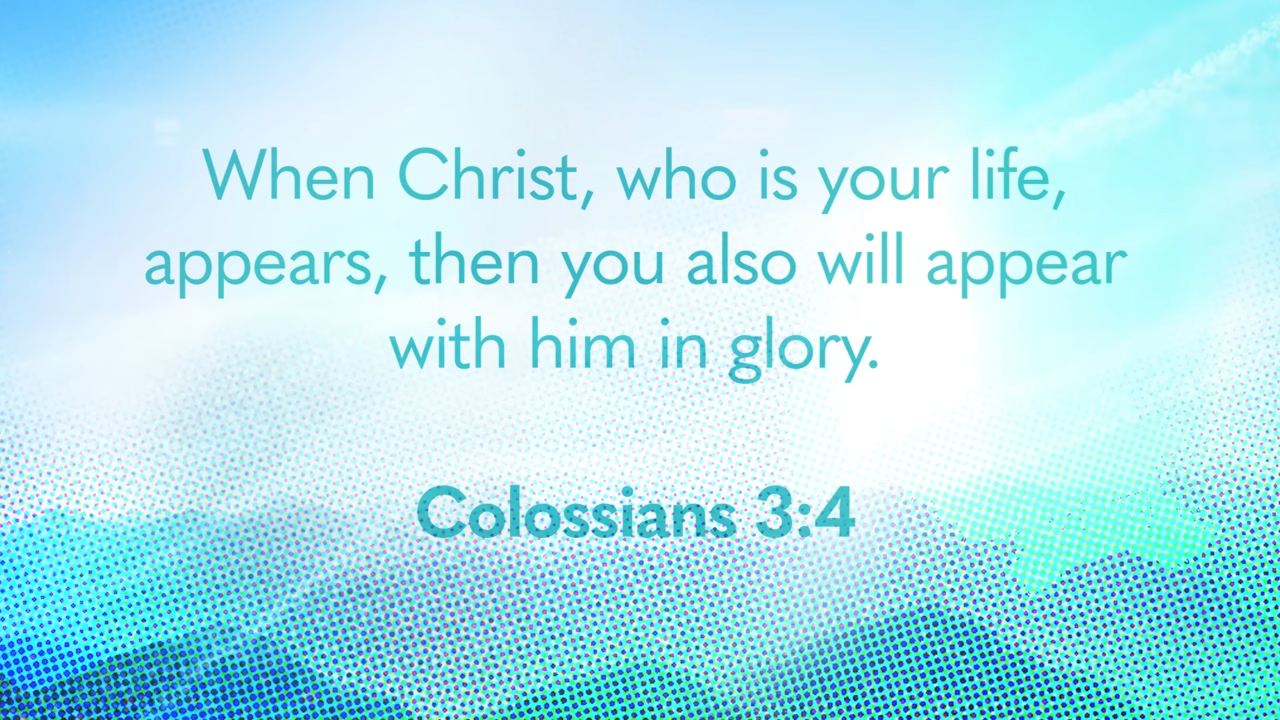 When Christ, who is your life,
appears, then you also will appear
with him in glory.
Colossians 3:4